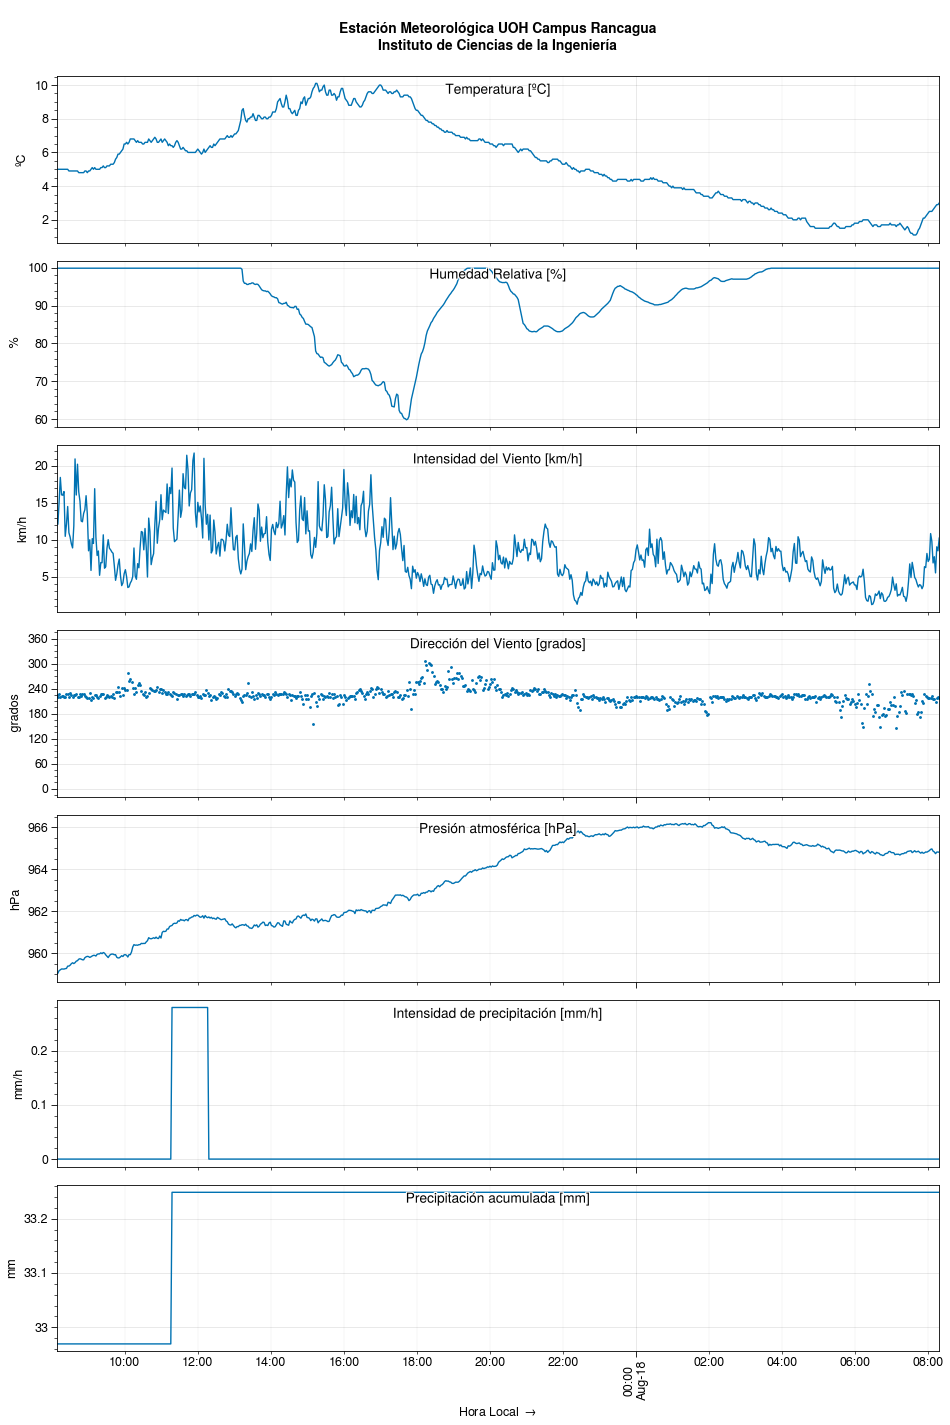 Estación Meteorológica UOH Campus Rancagua
Instituto de Ciencias de la Ingeniería
Temperatura [ºC]
10
8
6
4
2
ºC
Humedad Relativa [%]
100
90
80
70
60
%
Intensidad del Viento [km/h]
20
15
10
5
km/h
Dirección del Viento [grados]
360
300
240
180
120
60
0
grados
Presión atmosférica [hPa]
966
964
962
960
hPa
Intensidad de precipitación [mm/h]
0.2
0.1
0
mm/h
Precipitación acumulada [mm]
33.2
33.1
33
mm
10:00 12:00 14:00 16:00 18:00 20:00 22:00 00:00 02:00 04:00 06:00 08:00
Aug-18
Hora Local →